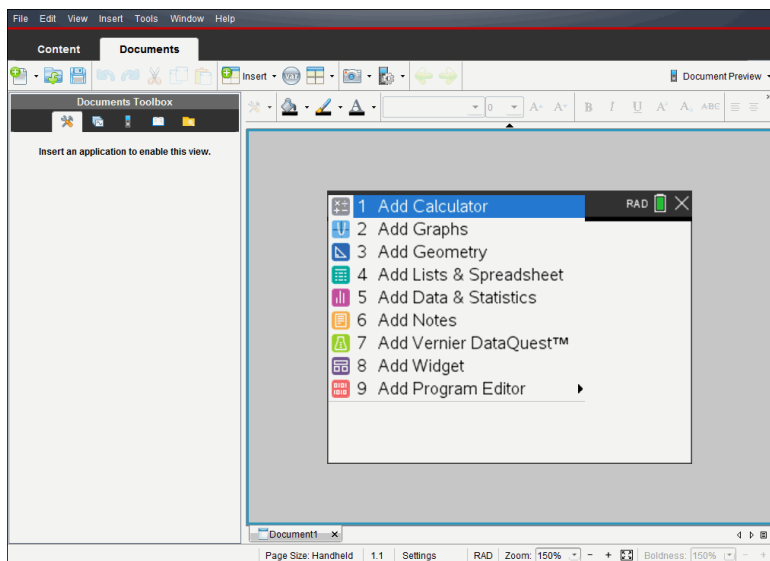 File Edit View Insert Tools Window Help
Content Documents
Insert Document Preview
Documents Toolbox
0 A+ A+ B I U ABC
Insert an application to enable this view.
RAD
1 Add Calculator
2 Add Graphs
3 Add Geometry
4 Add Lists & Spreadsheet
5 Add Data & Statistics
6 Add Notes
7 Add Vernier DataQuest™
8 Add Widget
9 Add Program Editor
Document1
Page Size: Handheld 1.1 Settings RAD Zoom: 150% - + Boldness: 150% - +